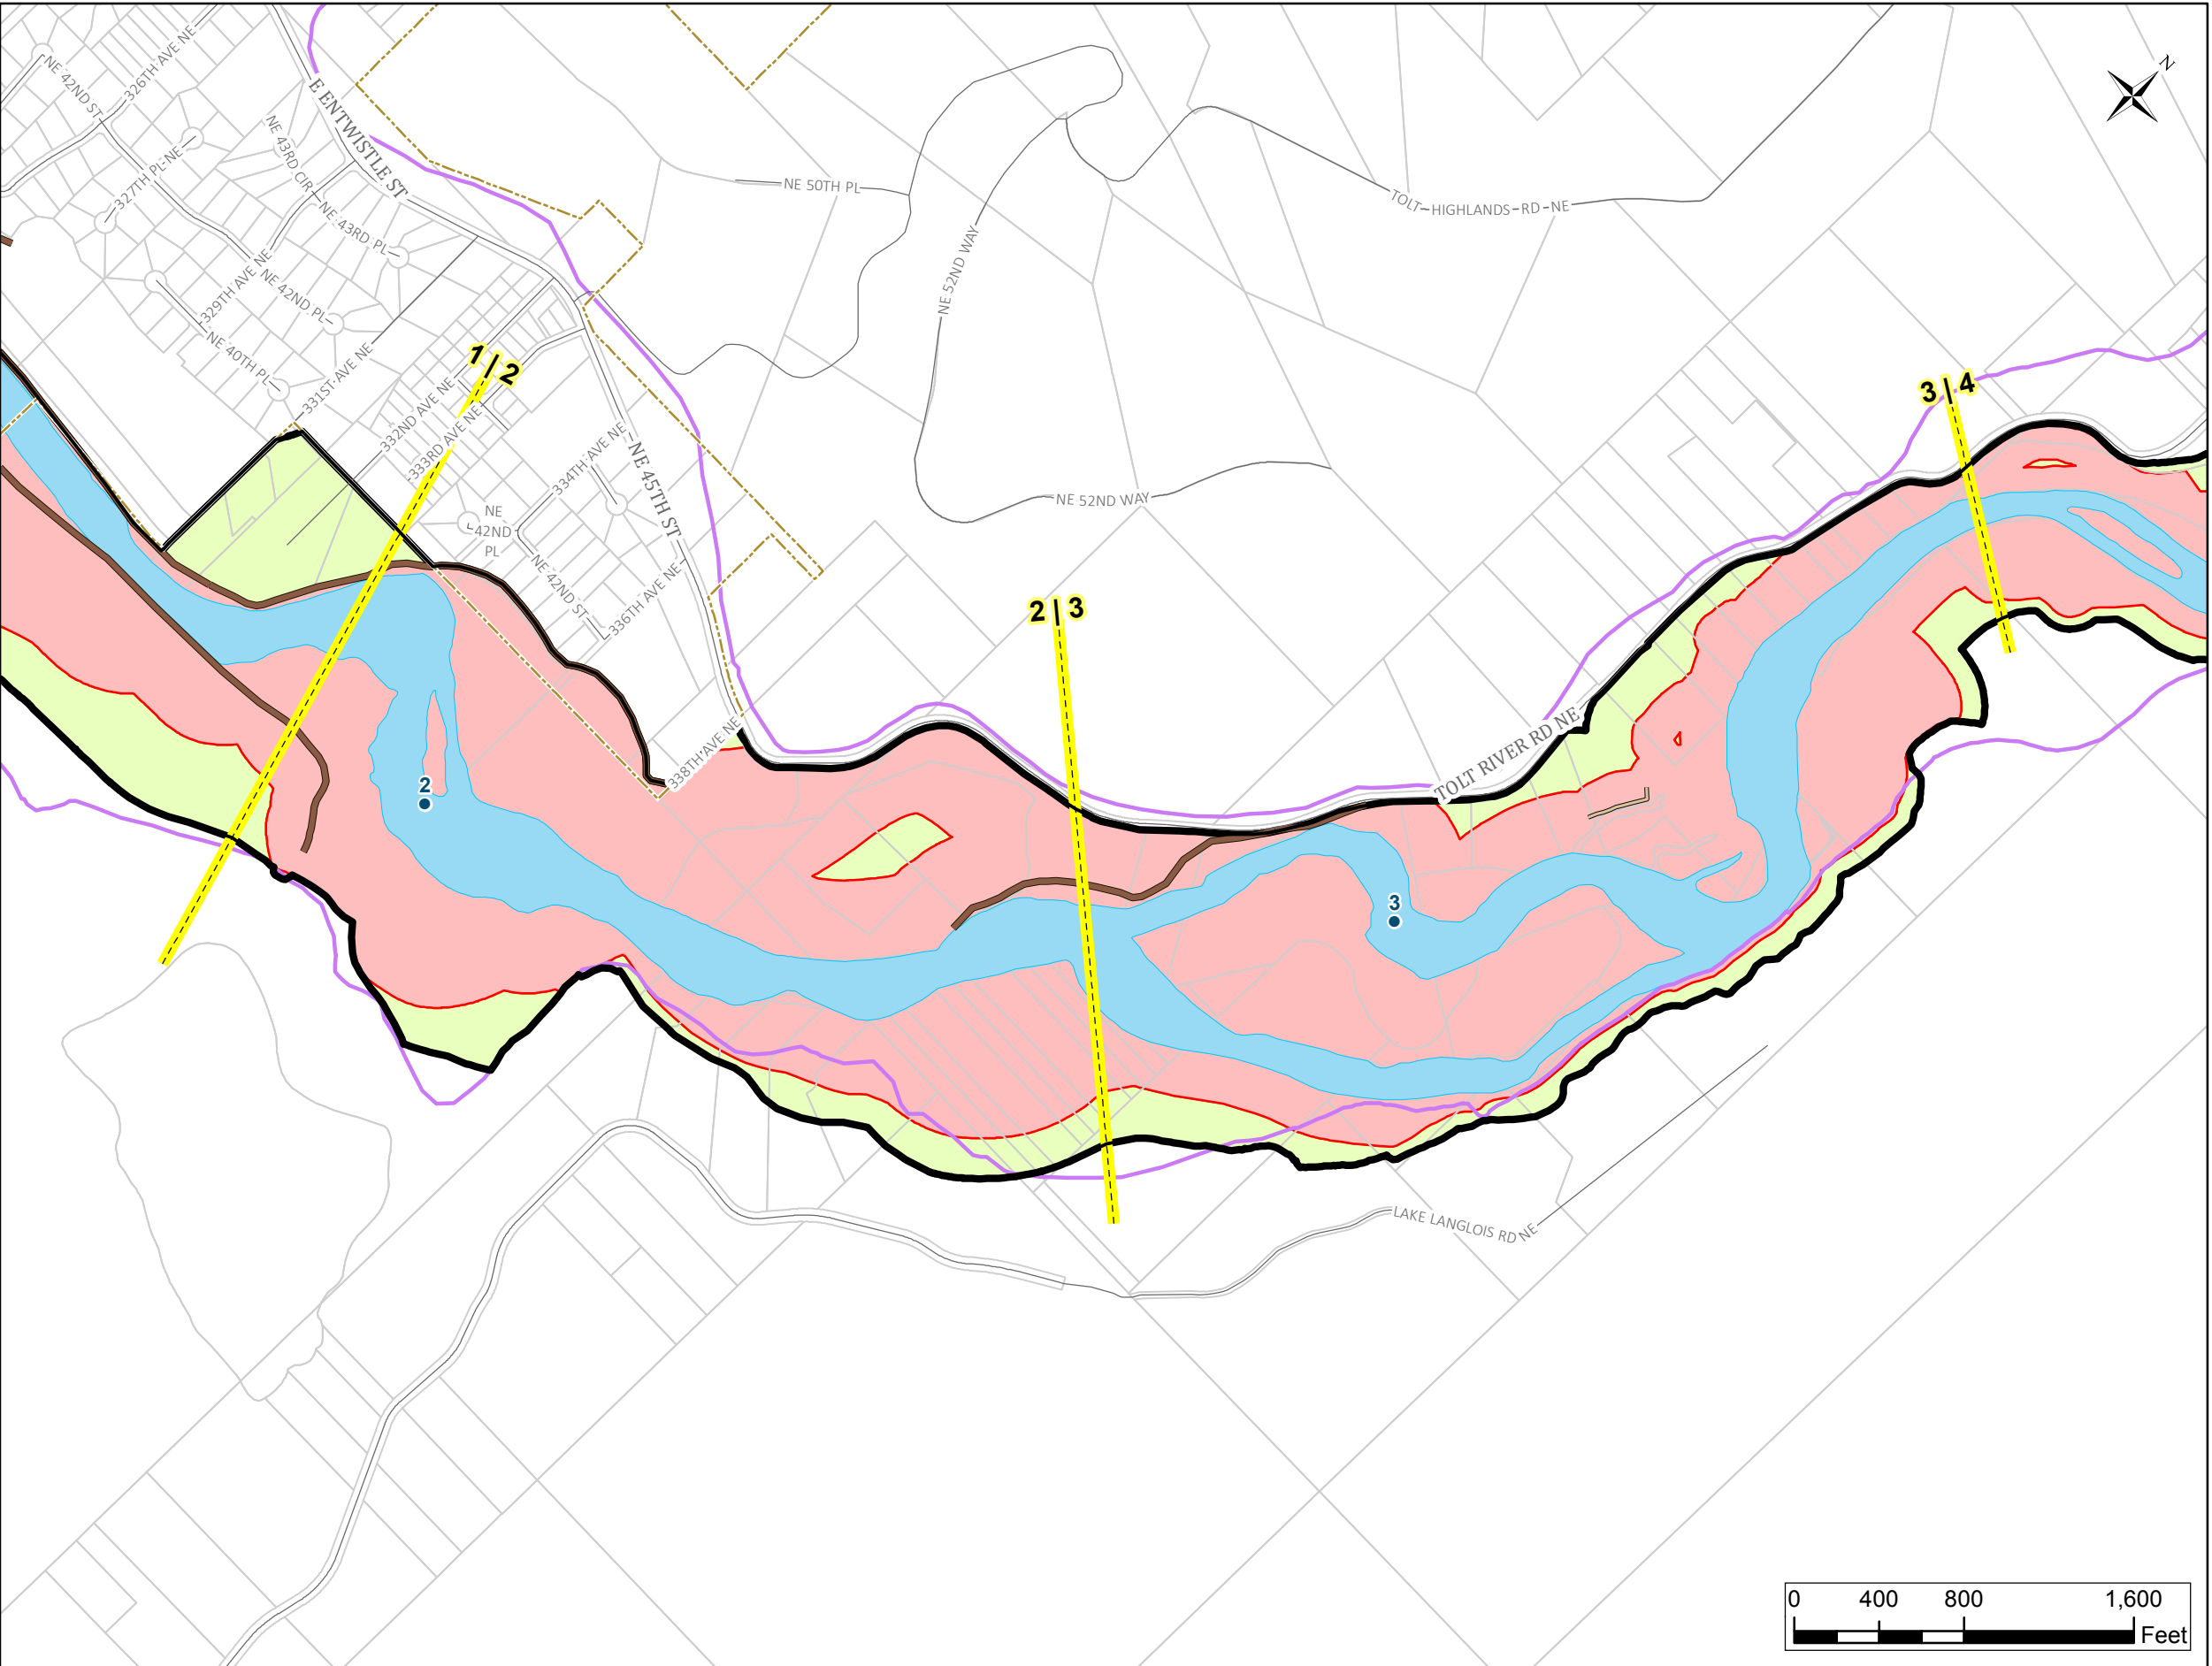 N
NE 42ND ST
326TH AVE NE
E ENTWISTLE ST
327TH PL NE
NE 43RD CIR
NE 43RD PL
NE 50TH PL
TOLT HIGHLANDS RD NE
329TH AVE NE
NE 42ND PL
NE 52ND WAY
NE 40TH PL
331ST AVE NE
1
2
332ND AVE NE
333RD AVE NE
334TH AVE NE
NE 45TH ST
NE 52ND WAY
3
4
NE
42ND
PL
NE 42ND ST
336TH AVE NE
2
3
338TH AVE NE
TOLT RIVER RD NE
2
3
LAKE LANGLOIS RD NE
0 400 800 1,600
Feet